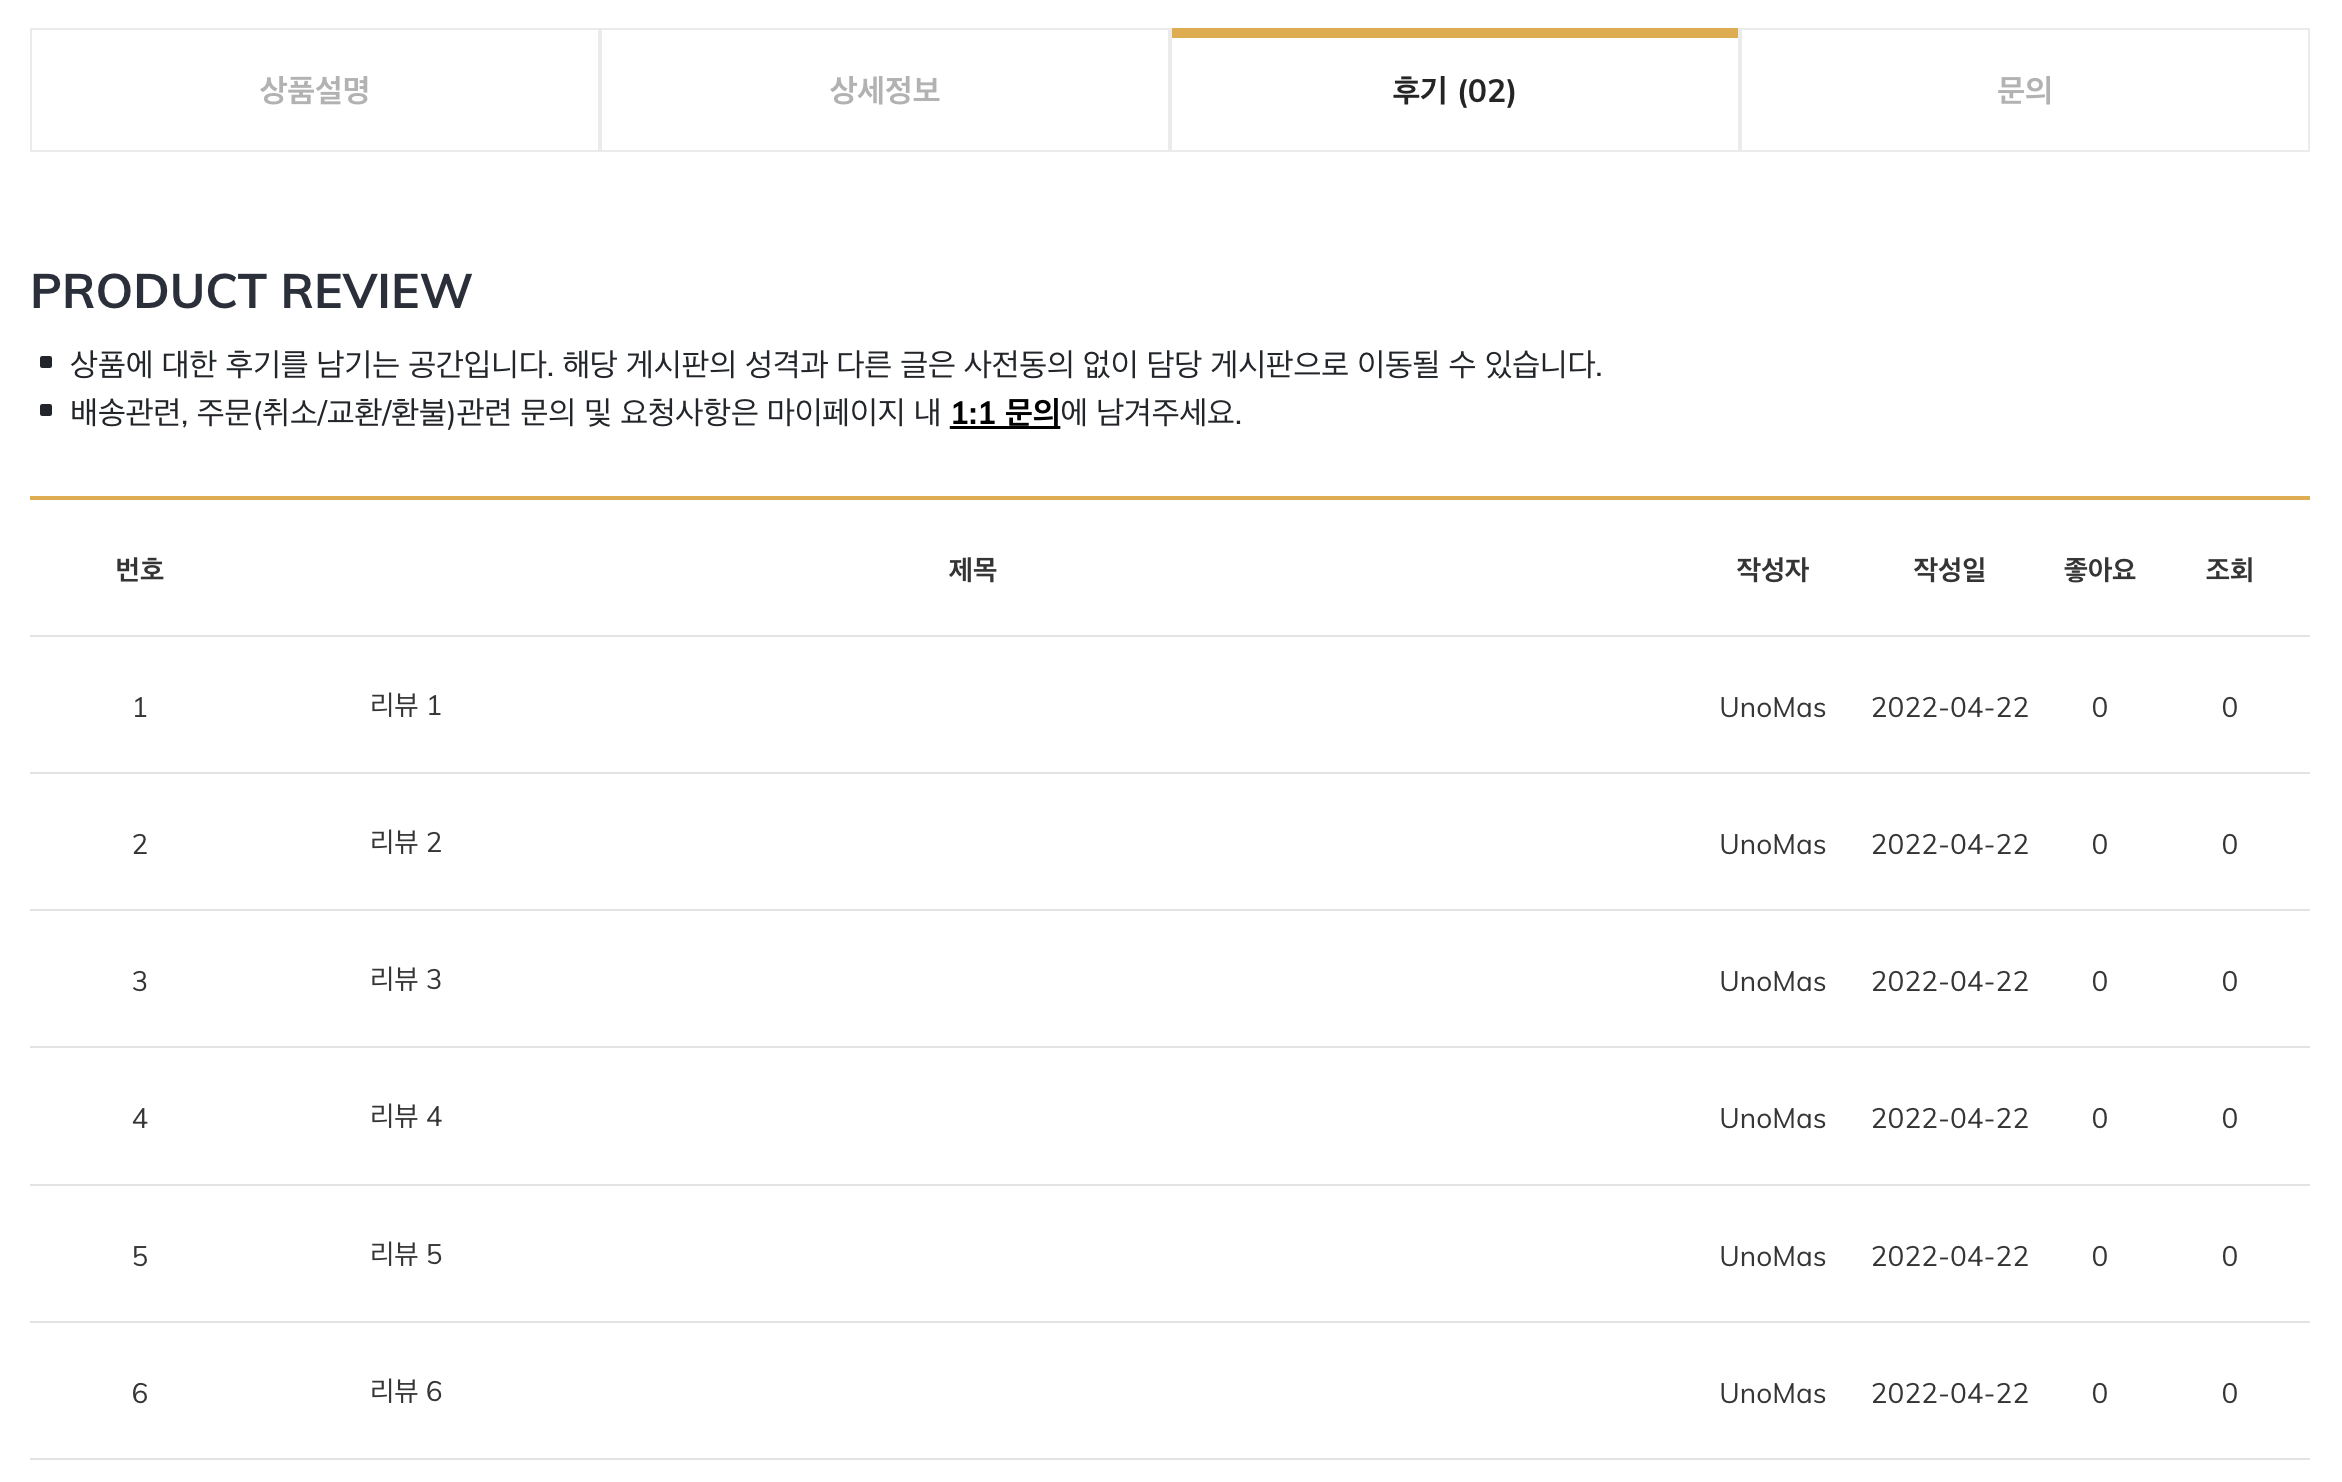 상품설명 상세정보 후기 (02) 문의
PRODUCT REVIEW
상품에 대한 후기를 남기는 공간입니다. 해당 게시판의 성격과 다른 글은 사전동의 없이 담당 게시판으로 이동될 수 있습니다.
배송관련, 주문(취소/교환/환불)관련 문의 및 요청사항은 마이페이지 내 1:1 문의에 남겨주세요.
번호 제목 작성자 작성일 좋아요 조회
1 리뷰 1 UnoMas 2022-04-22 0 0
2 리뷰 2 UnoMas 2022-04-22 0 0
3 리뷰 3 UnoMas 2022-04-22 0 0
4 리뷰 4 UnoMas 2022-04-22 0 0
5 리뷰 5 UnoMas 2022-04-22 0 0
6 리뷰 6 UnoMas 2022-04-22 0 0